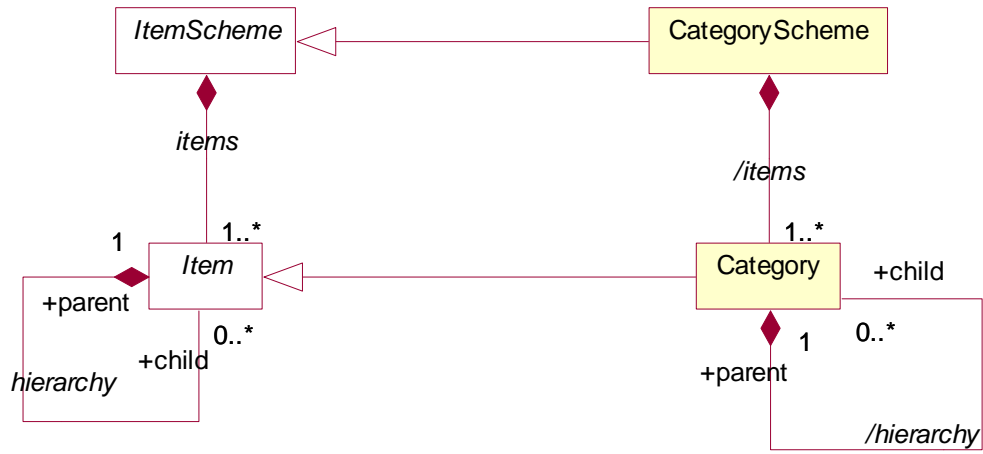 ItemScheme
CategoryScheme
items
/items
1
1..*
1..*
Item
Category
+child
+parent
0..*
1
0..*
+child
+parent
hierarchy
/hierarchy